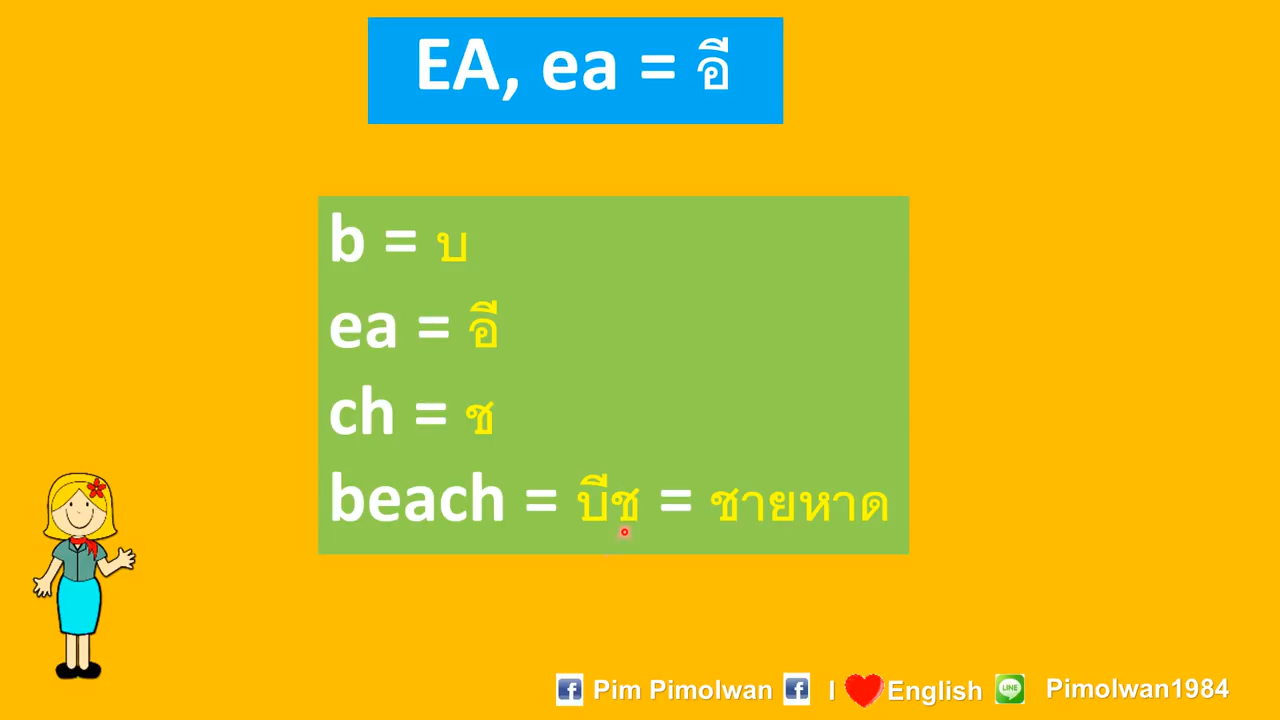 EA, ea = อี
b = บ
ea = อี
ch = ช
beach = บีช = ชายหาด
Pim Pimolwan I English LINE Pimolwan1984